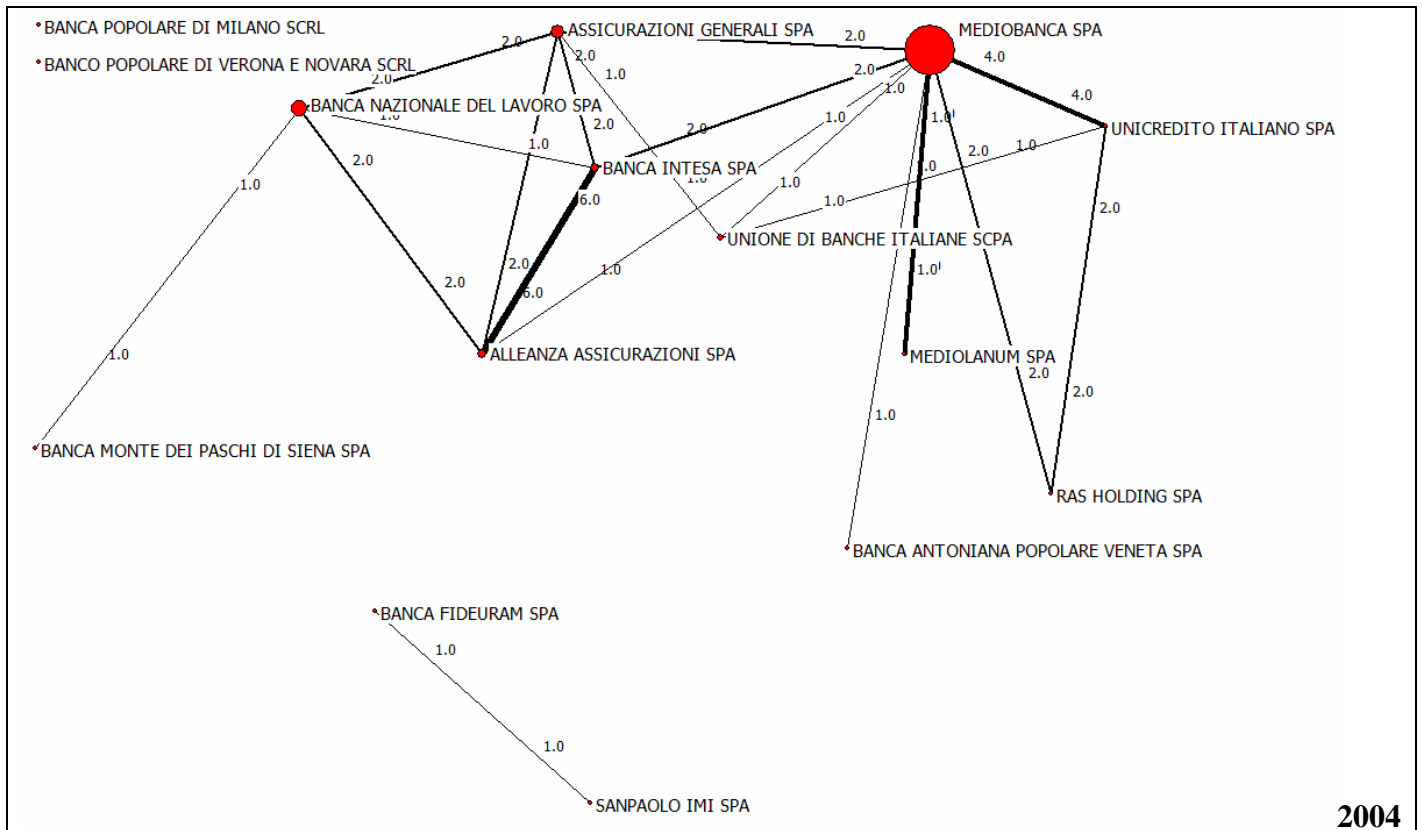 BANCA POPOLARE DI MILANO SCRL
ASSICURAZIONI GENERALI SPA
MEDIOBANCA SPA
2.0
2.0
2.0
4.0
BANCO POPOLARE DI VERONA E NOVARA SCRL
2.0
1.0
2.0
2.0
1.0
4.0
BANCA NAZIONALE DEL LAVORO SPA
1.0
1.0
2.0
2.0
1.0
UNICREDITO ITALIANO SPA
1.0
2.0
1.0
2.0
1.0
BANCA INTESA SPA
1.0
1.0
1.0
6.0
1.0
2.0
UNIONE DI BANCHE ITALIANE SCPA
2.0
2.0
1.0
1.0
6.0
1.0
ALLEANZA ASSICURAZIONI SPA
MEDIOLANUM SPA
2.0
2.0
1.0
BANCA MONTE DEI PASCHI DI SIENA SPA
RAS HOLDING SPA
BANCA ANTONIANA POPOLARE VENETA SPA
BANCA FIDEURAM SPA
1.0
1.0
SANPAOLO IMI SPA
2004